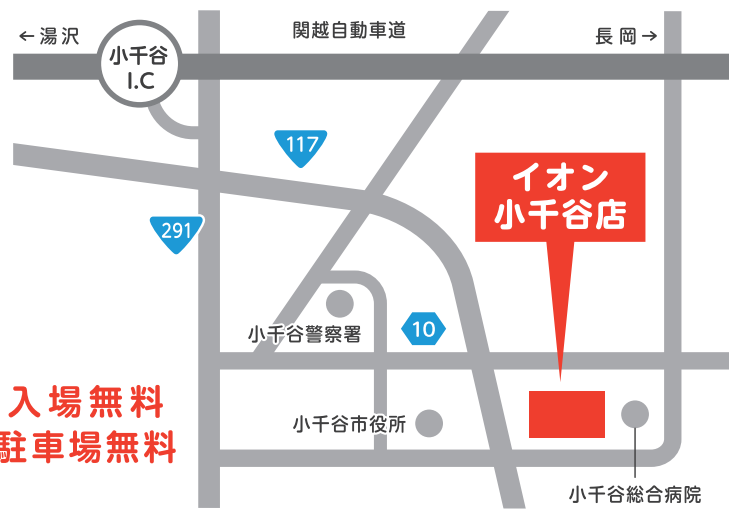 ←湯沢
関越自動車道
長岡→
小千谷
I.C
117
イオン
小千谷店
291
小千谷警察署
10
入場無料
小千谷市役所
駐車場無料
小千谷総合病院